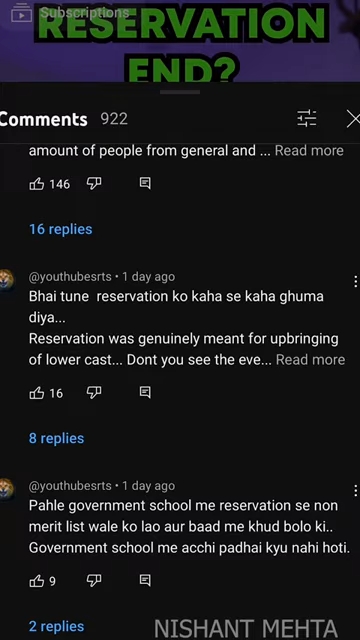 Subscriptions
RESERVATION
END?
Comments 922
amount of people from general and ... Read more
146
16 replies
@youthubesrts • 1 day ago
Bhai tune reservation ko kaha se kaha ghuma
diya...
Reservation was genuinely meant for upbringing
of lower cast... Dont you see the eve... Read more
16
8 replies
@youthubesrts • 1 day ago
Pahle government school me reservation se non
merit list wale ko lao aur baad me khud bolo ki..
Government school me acchi padhai kyu nahi hoti.
9
2 replies
NISHANT MEHTA